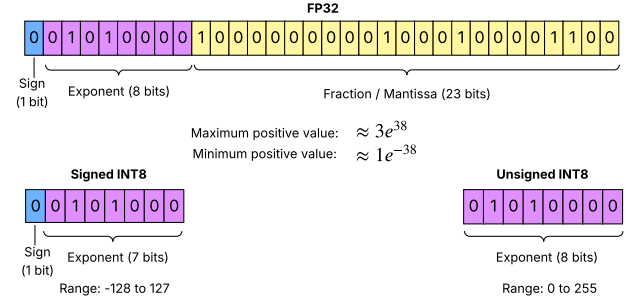 FP32
0 0 1 0 1 0 0 0 0 1 0 0 0 0 0 0 0 0 0 1 0 0 0 1 0 0 1 0 1 1 0 0
Sign
(1 bit)
Exponent (8 bits)
Fraction / Mantissa (23 bits)
Maximum positive value: ≈ 3e³⁸
Minimum positive value: ≈ 1e⁻³⁸
Signed INT8
0 0 1 0 1 0 0 0
Sign
(1 bit)
Exponent (7 bits)
Range: -128 to 127
Unsigned INT8
0 1 0 1 0 0 0 0
Exponent (8 bits)
Range: 0 to 255